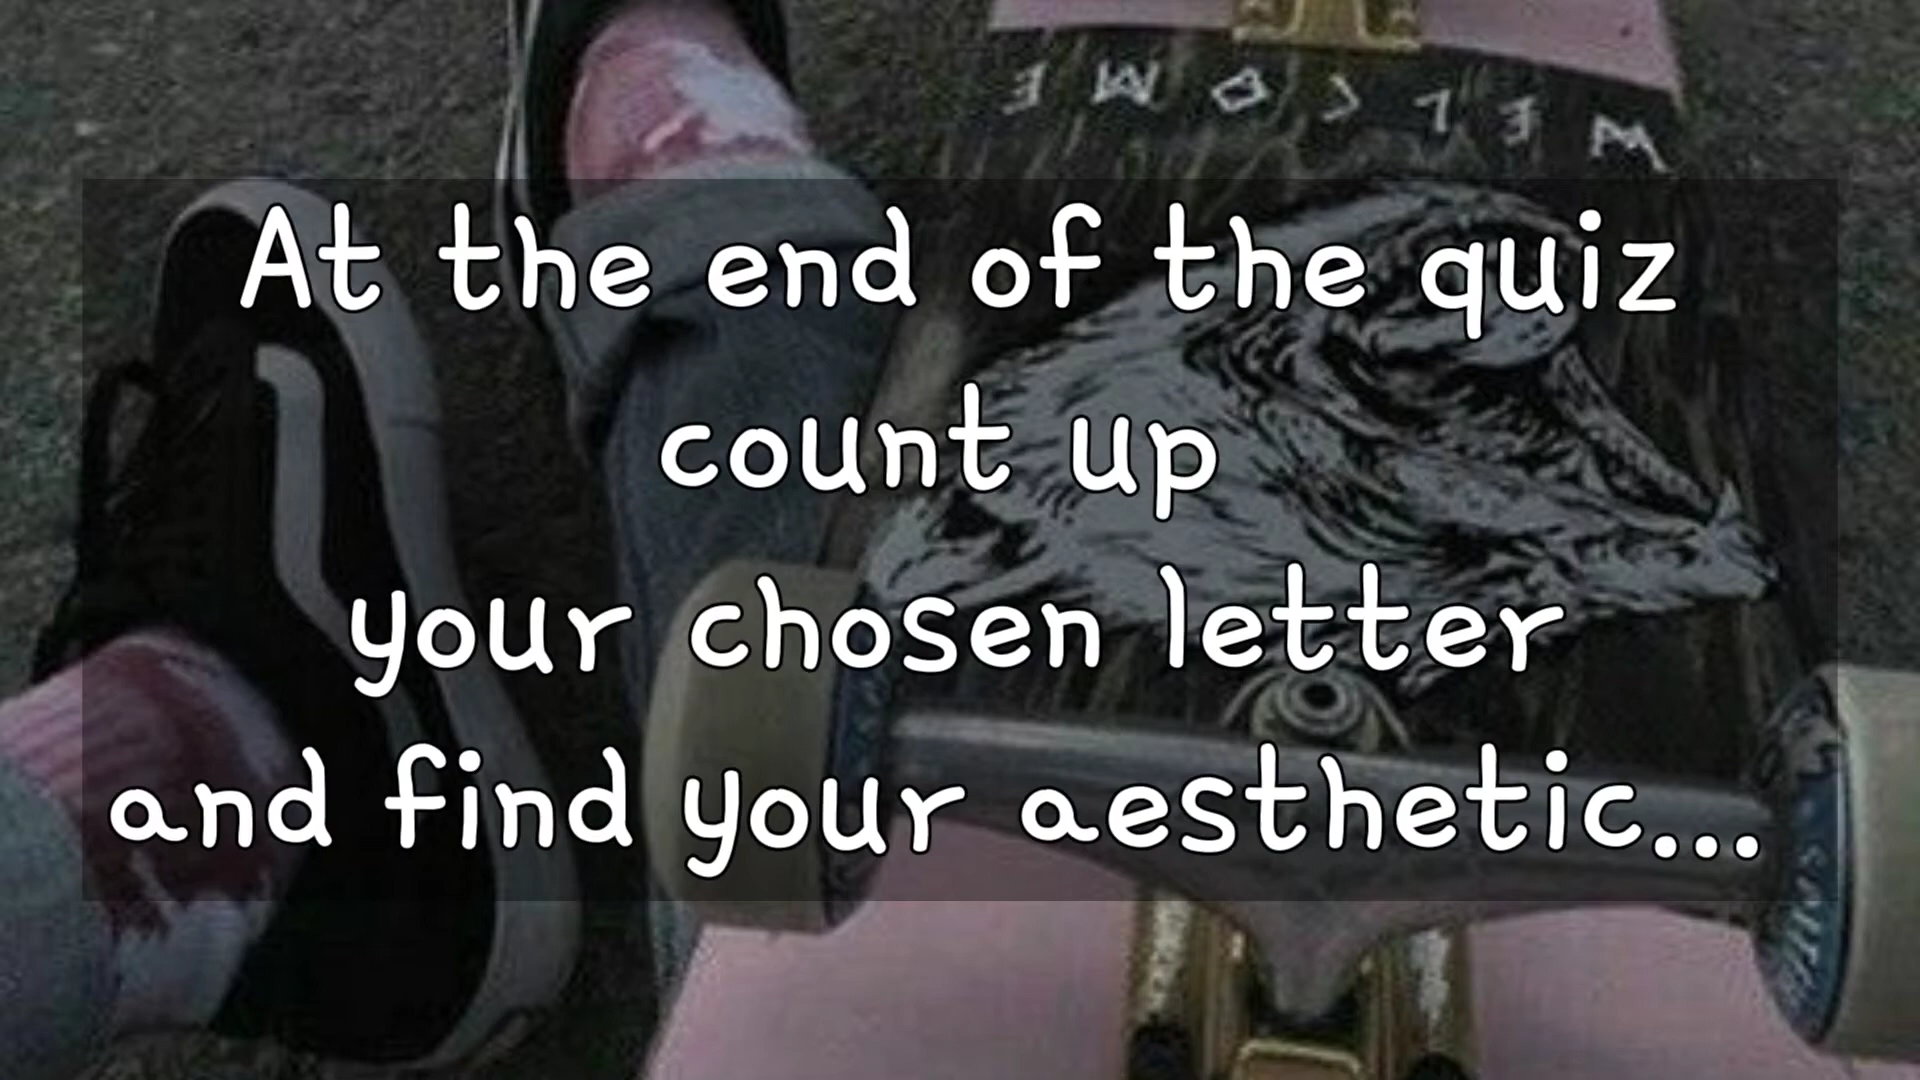 WELCOME
At the end of the quiz
count up
your chosen letter
and find your aesthetic...